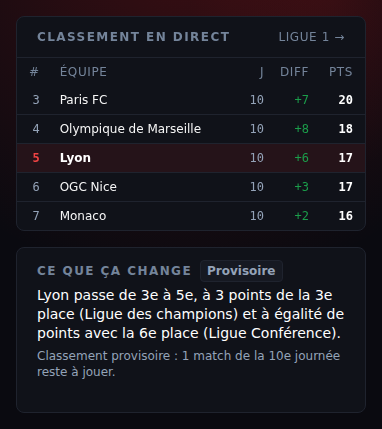 CLASSEMENT EN DIRECT LIGUE 1 →
# ÉQUIPE J DIFF PTS
3 Paris FC 10 +7 20
4 Olympique de Marseille 10 +8 18
5 Lyon 10 +6 17
6 OGC Nice 10 +3 17
7 Monaco 10 +2 16
CE QUE ÇA CHANGE Provisoire
Lyon passe de 3e à 5e, à 3 points de la 3e
place (Ligue des champions) et à égalité de
points avec la 6e place (Ligue Conférence).
Classement provisoire : 1 match de la 10e journée
reste à jouer.